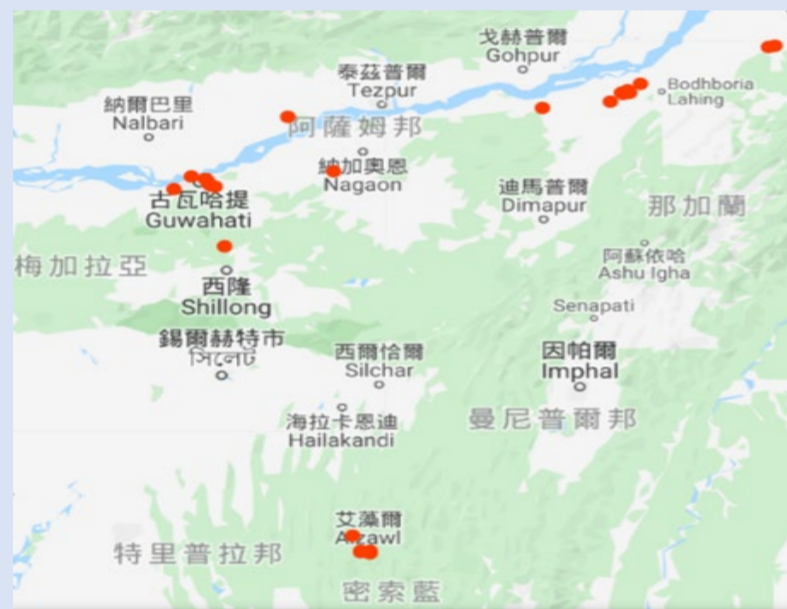 戈赫普爾
Gohpur
泰茲普爾
Tezpur
Bodhboria
Lahing
納爾巴里
Nalbari
阿薩姆邦
納加奧恩
Nagaon
古瓦哈提
Guwahati
迪馬普爾
Dimapur
那加蘭
梅加拉亞
阿蘇依哈
Ashu Igha
西隆
Shillong
Senapati
錫爾赫特市
সিলেট
西爾恰爾
Silchar
因帕爾
Imphal
海拉卡恩迪
Hailakandi
曼尼普爾邦
艾藻爾
Aizawl
特里普拉邦
密索藍